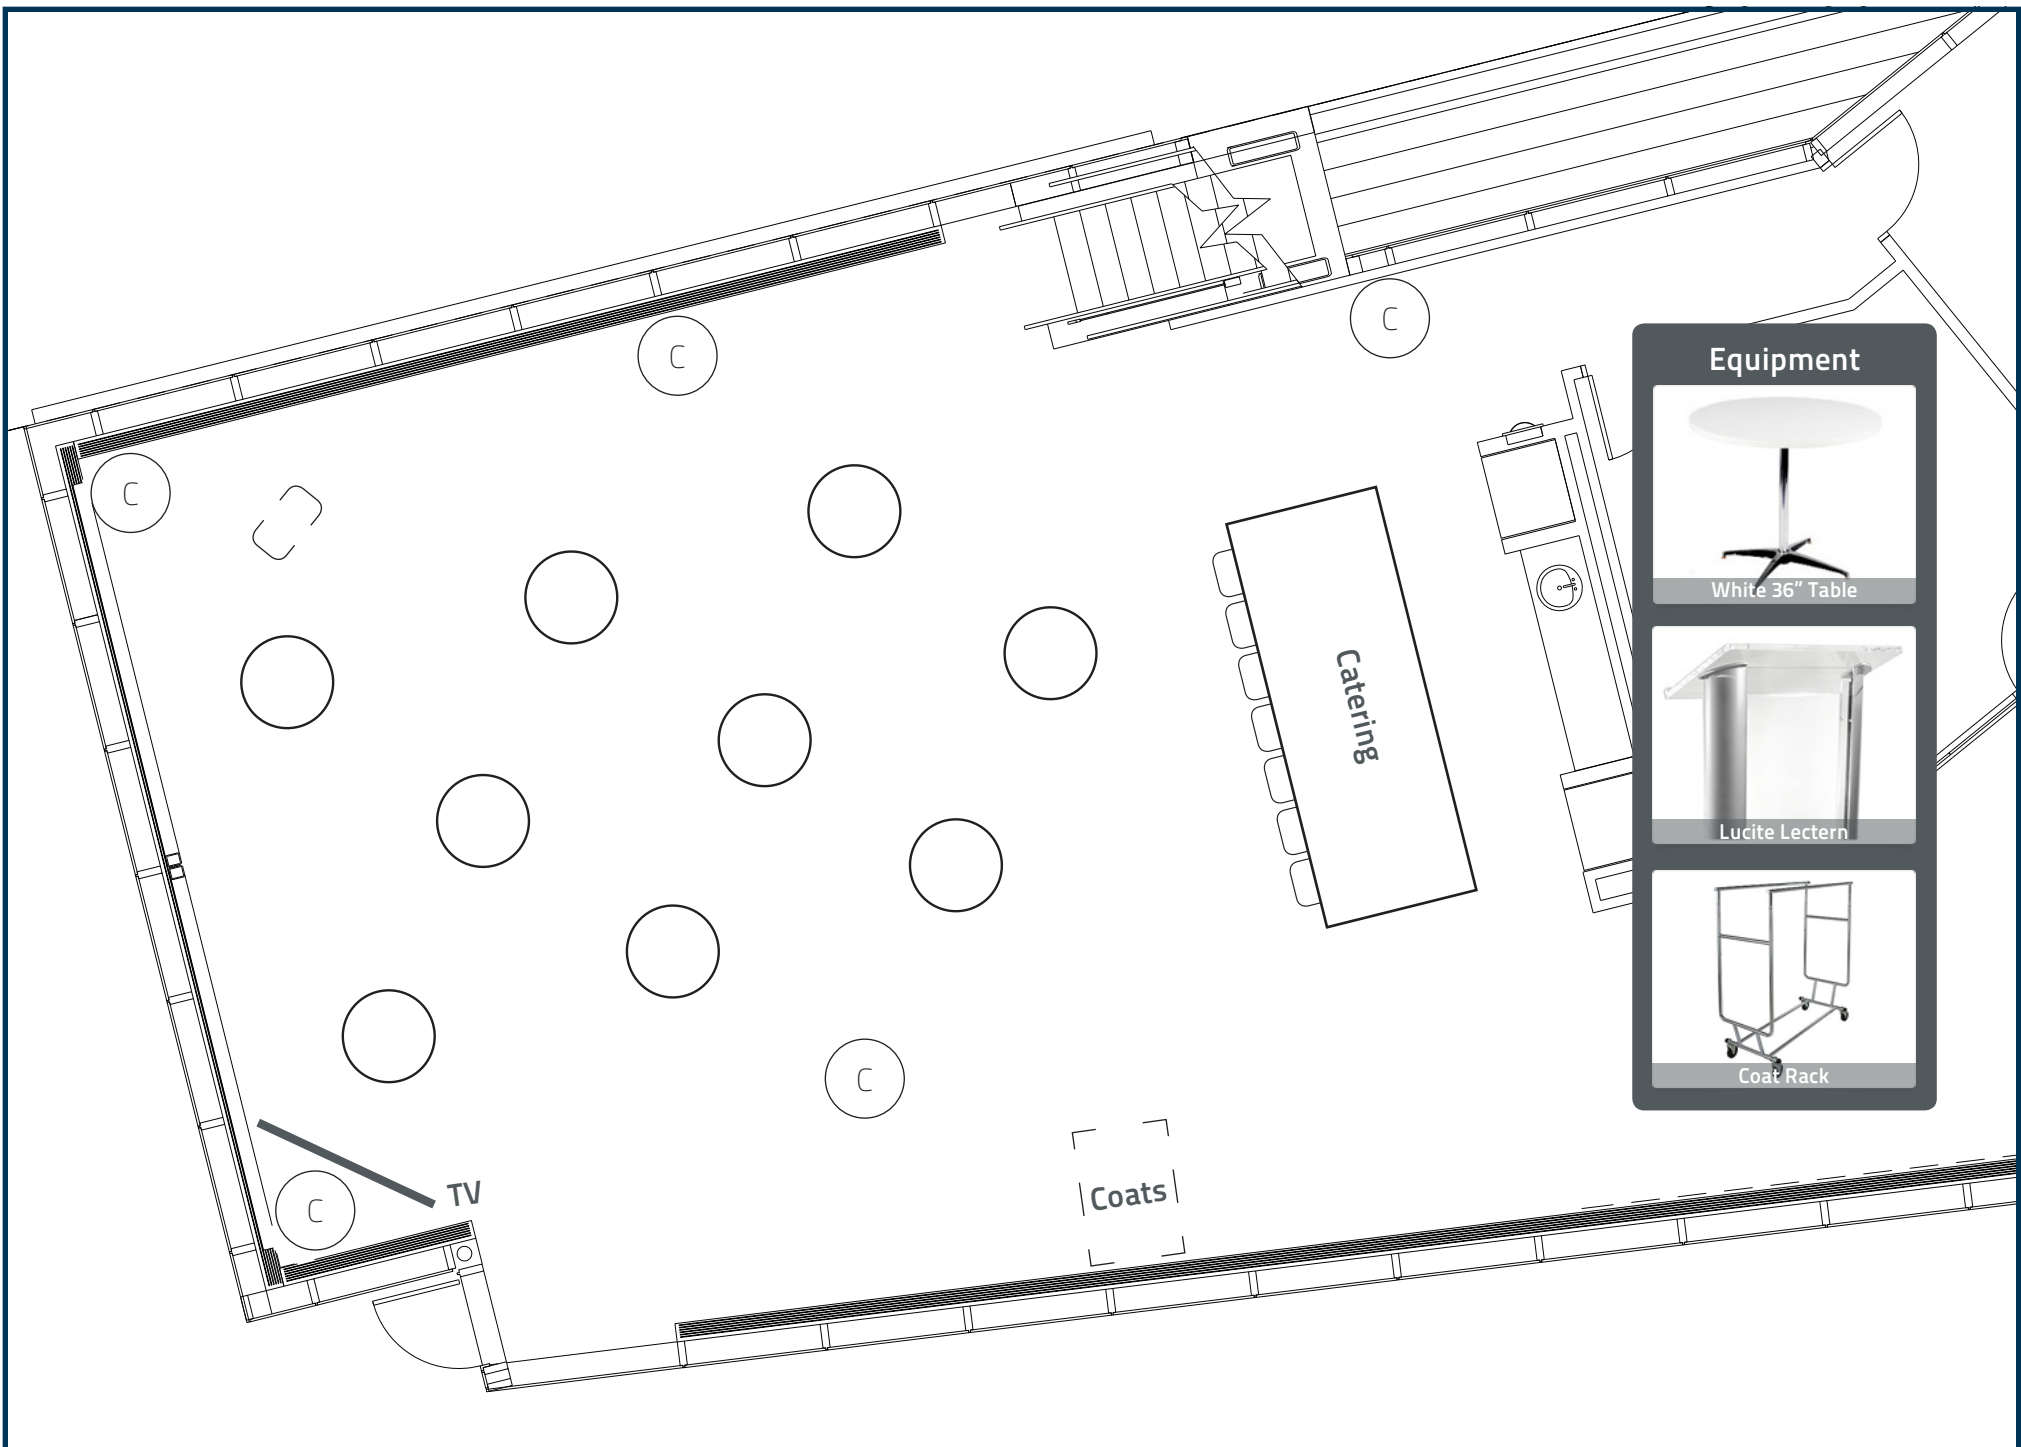 C
C
C
Equipment
White 36” Table
Catering
Lucite Lectern
C
Coat Rack
C
TV
Coats